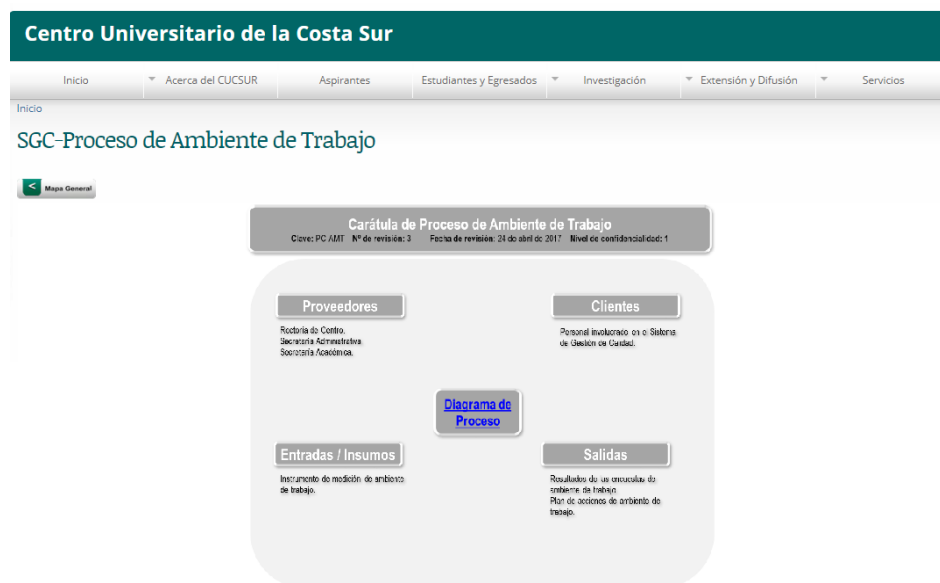 Centro Universitario de la Costa Sur
Inicio Acerca del CUCSUR Aspirantes Estudiantes y Egresados Investigación Extensión y Difusión Servicios
Inicio
SGC-Proceso de Ambiente de Trabajo
< Mapa General
Carátula de Proceso de Ambiente de Trabajo
Clave: PC AMT Nº de revisión: 3 Fecha de revisión: 24 de abril de 2017 Nivel de confidencialidad: 1
Proveedores
Rectoría de Centro.
Secretaría Administrativa.
Secretaría Académica.
Clientes
Personal involucrado en el Sistema
de Gestión de Calidad.
Diagrama de
Proceso
Entradas / Insumos
Instrumento de medición de ambiente
de trabajo.
Salidas
Resultados de las encuestas de
ambiente de trabajo.
Plan de acciones de ambiente de
trabajo.